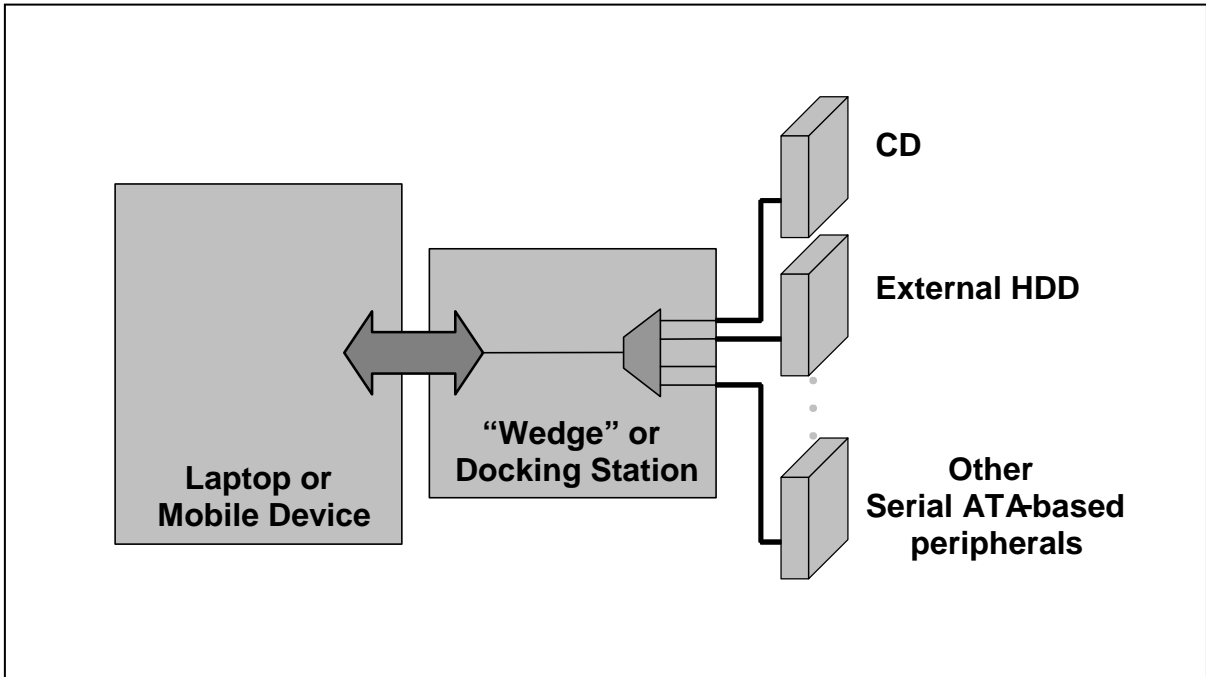 CD
External HDD
“Wedge” or
Docking Station
Laptop or
Mobile Device
Other
Serial ATA-based
peripherals